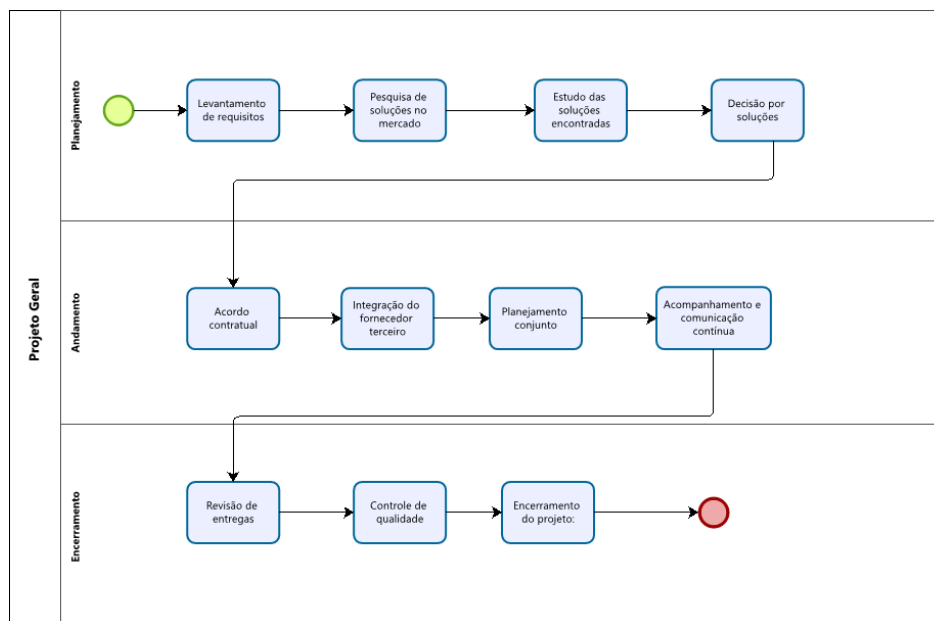 Projeto Geral
Planejamento
Levantamento
de requisitos
Pesquisa de
soluções no
mercado
Estudo das
soluções
encontradas
Decisão por
soluções
Andamento
Acordo
contratual
Integração do
fornecedor
terceiro
Planejamento
conjunto
Acompanhamento e
comunicação
contínua
Encerramento
Revisão de
entregas
Controle de
qualidade
Encerramento
do projeto: